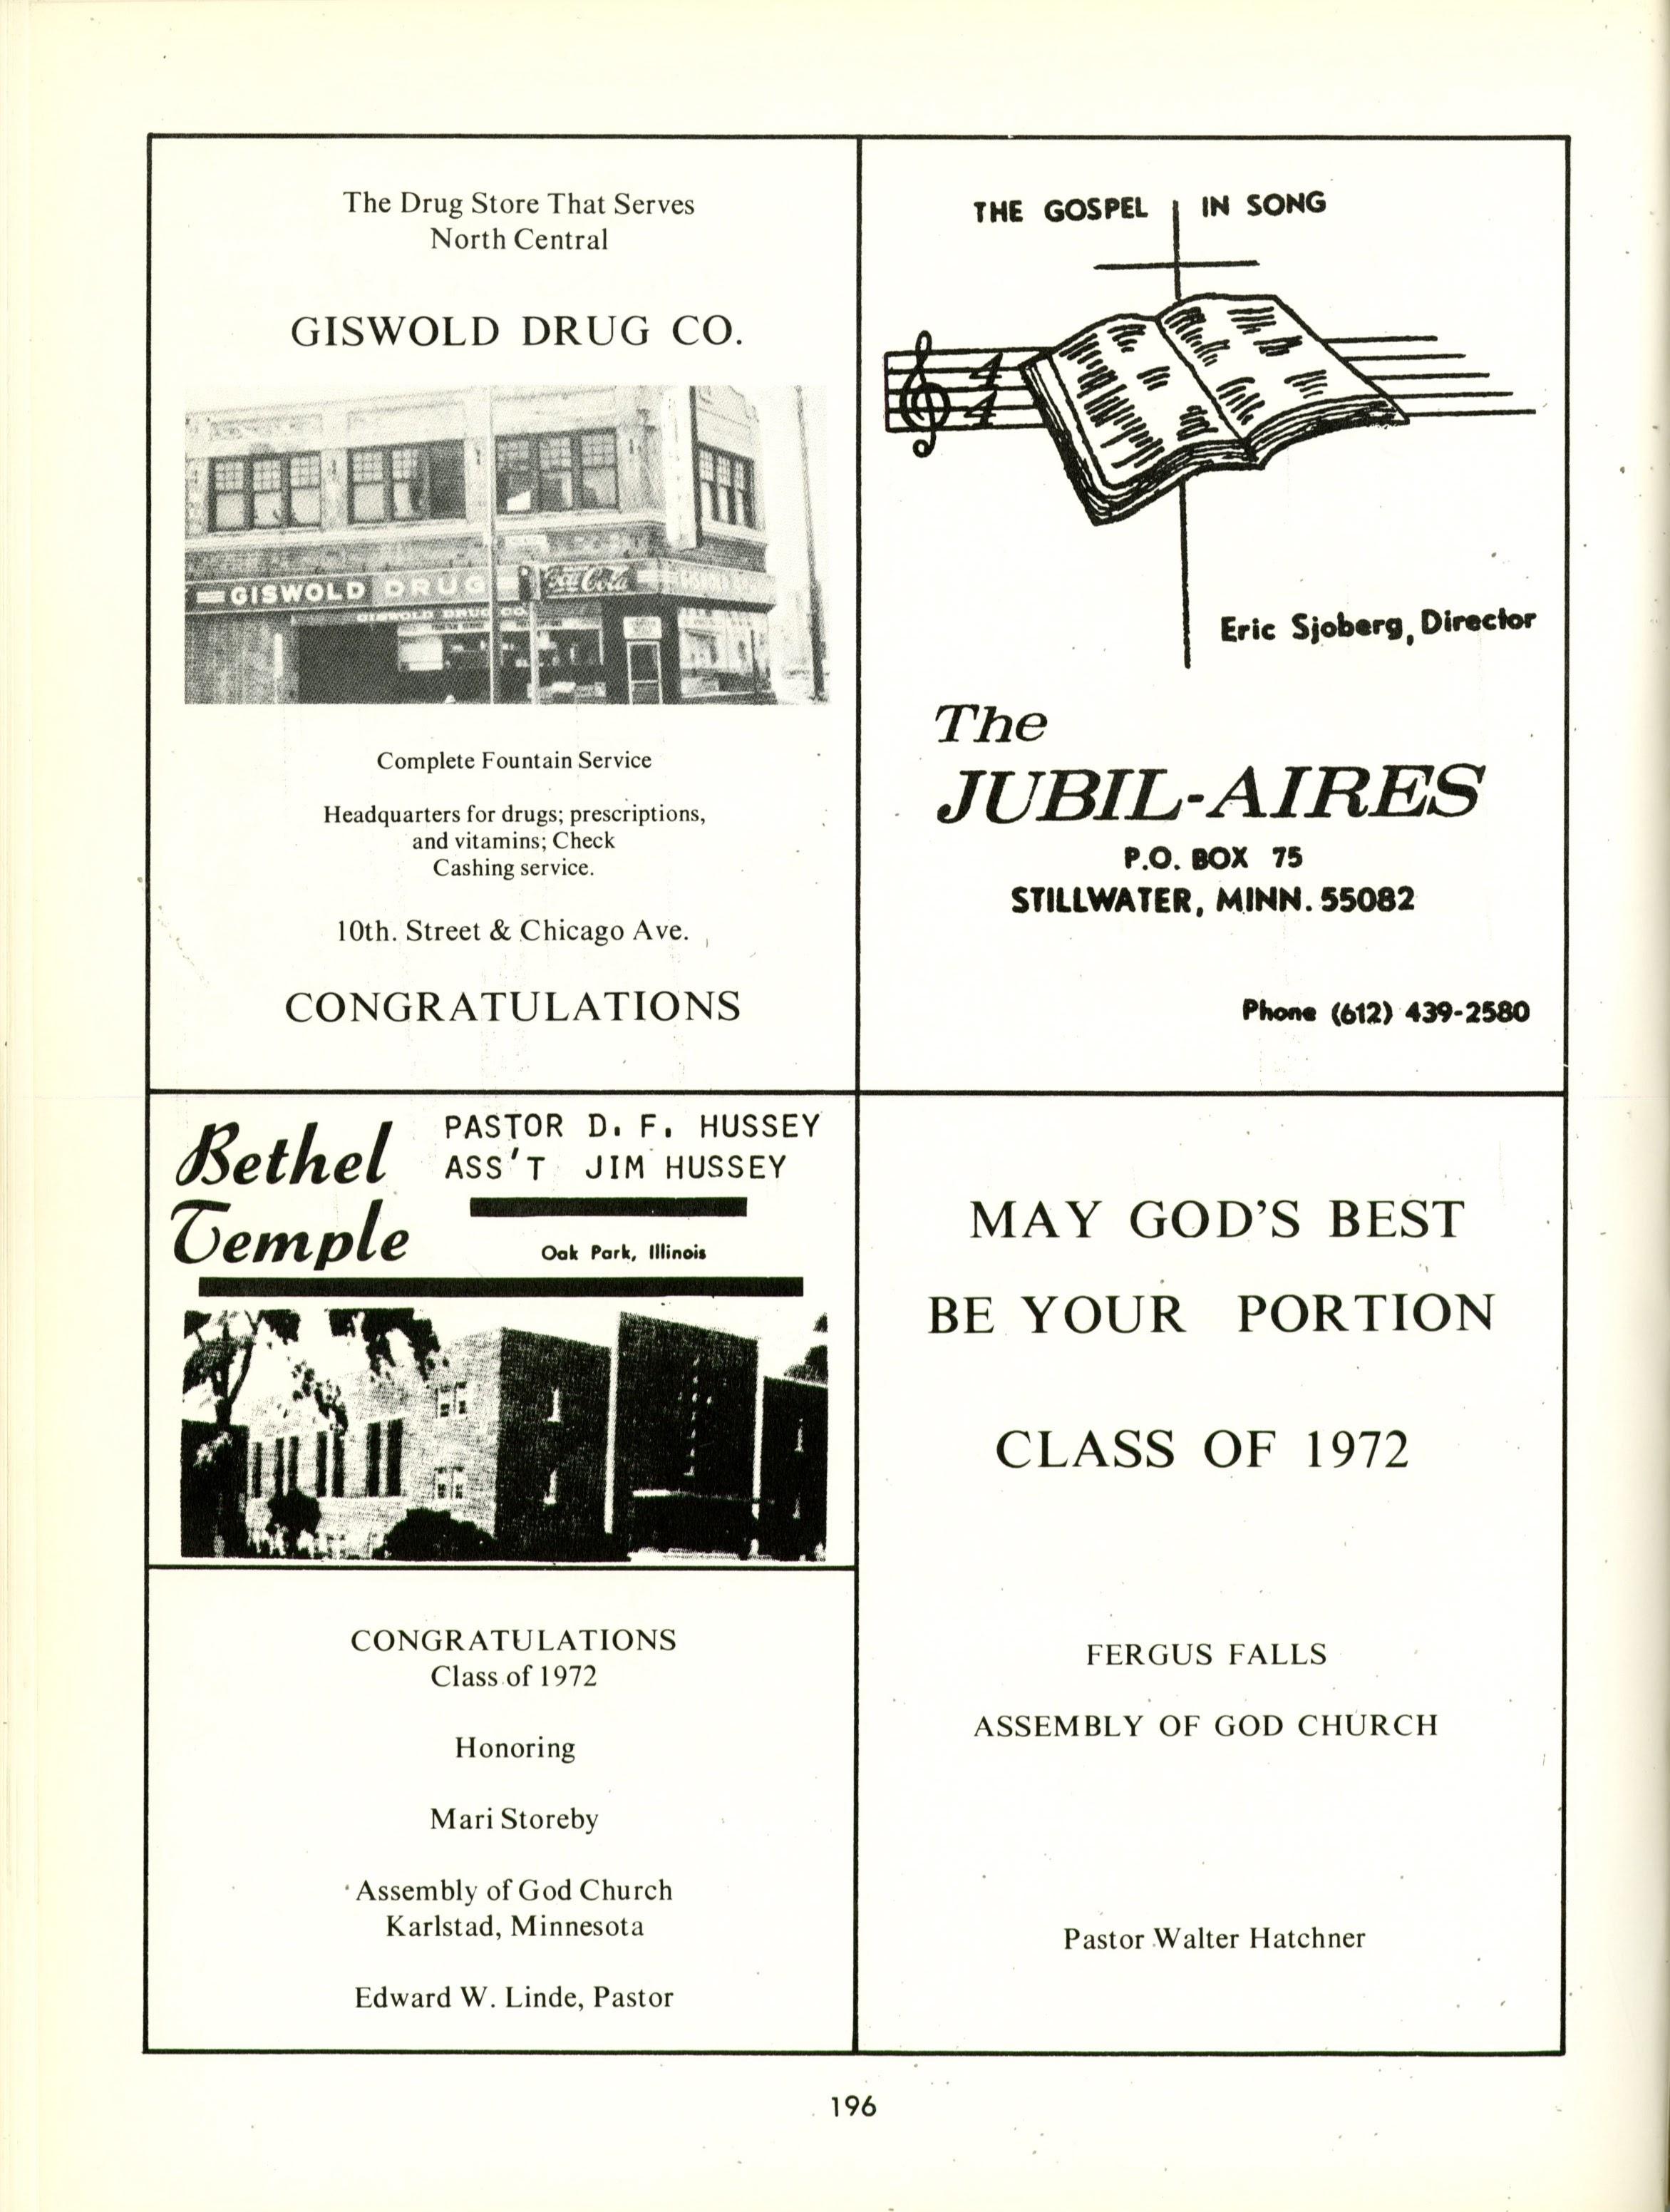 The Drug Store That Serves
North Central
GISWOLD DRUG CO.
GISWOLD DRUG
Coca-Cola
GISWOLD DRUG CO.
Complete Fountain Service
Headquarters for drugs; prescriptions,
and vitamins; Check
Cashing service.
10th. Street & Chicago Ave.
CONGRATULATIONS
THE GOSPEL IN SONG
4
4
Eric Sjoberg, Director
The
JUBIL-AIRES
P.O. BOX 75
STILLWATER, MINN. 55082
Phone (612) 439-2580
Bethel
Temple
PASTOR D. F. HUSSEY
ASS'T JIM HUSSEY
Oak Park, Illinois
CONGRATULATIONS
Class of 1972
Honoring
Mari Storeby
Assembly of God Church
Karlstad, Minnesota
Edward W. Linde, Pastor
MAY GOD'S BEST
BE YOUR PORTION
CLASS OF 1972
FERGUS FALLS
ASSEMBLY OF GOD CHURCH
Pastor Walter Hatchner
196